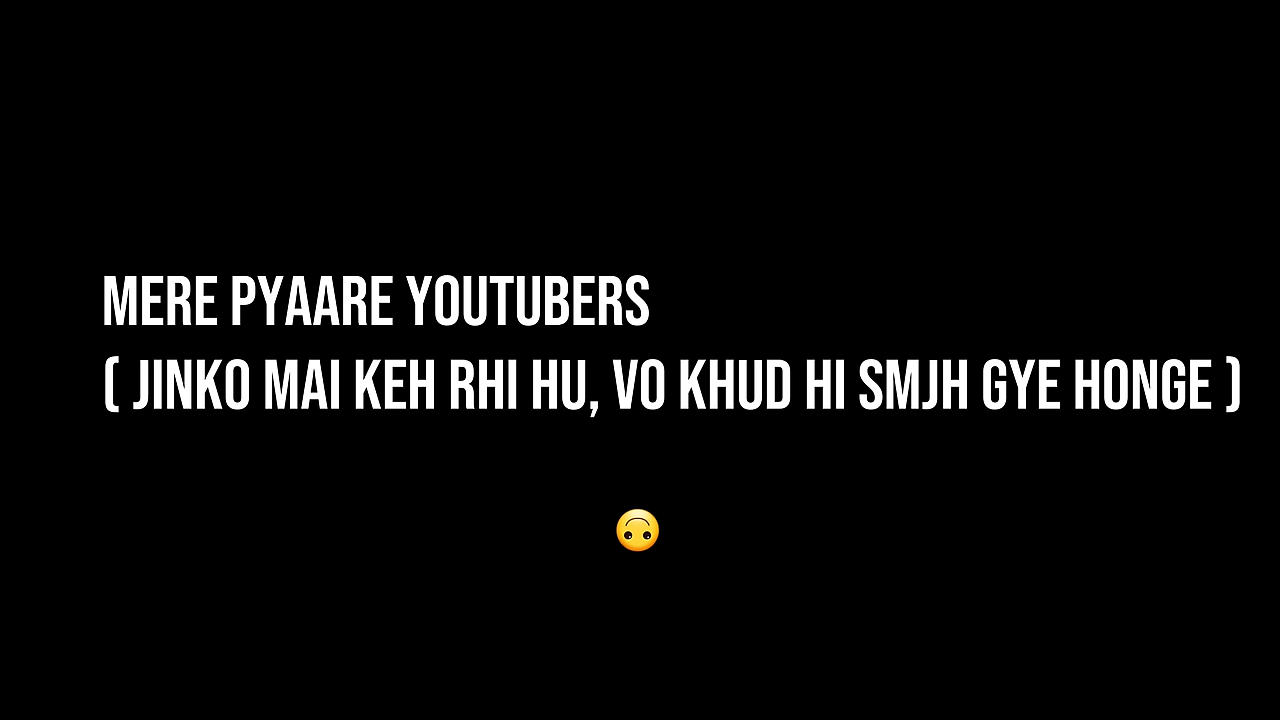 MERE PYAARE YOUTUBERS
( JINKO MAI KEH RHI HU, VO KHUD HI SMJH GYE HONGE )
🙃